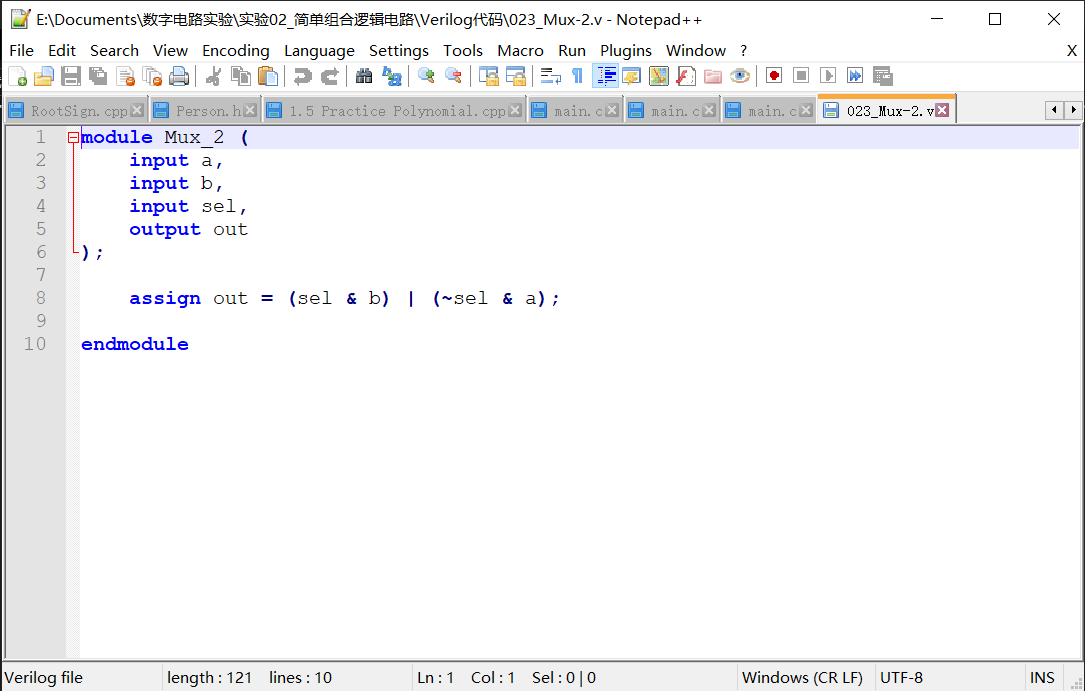 E:\Documents\数字电路实验\实验02_简单组合逻辑电路\Verilog代码\023_Mux-2.v - Notepad++
File Edit Search View Encoding Language Settings Tools Macro Run Plugins Window ? X
RootSign.cpp Person.h 1.5 Practice Polynomial.cpp main.c main.c main.c 023_Mux-2.v
1 module Mux_2 (
2     input a,
3     input b,
4     input sel,
5     output out
6 );
7
8     assign out = (sel & b) | (~sel & a);
9
10 endmodule
Verilog file length : 121 lines : 10 Ln : 1 Col : 1 Sel : 0 | 0 Windows (CR LF) UTF-8 INS